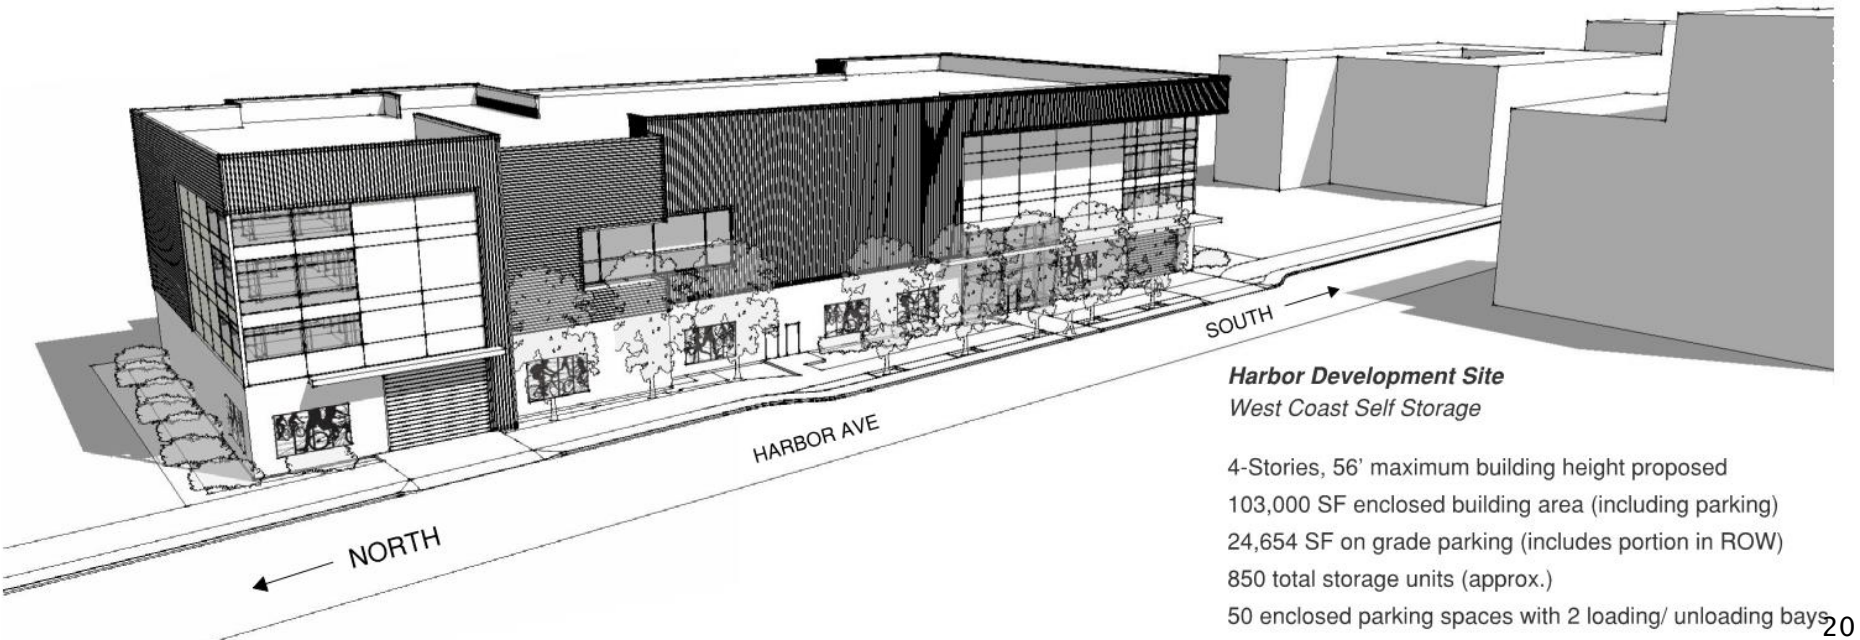 SOUTH
HARBOR AVE
NORTH
Harbor Development Site
West Coast Self Storage
4-Stories, 56’ maximum building height proposed
103,000 SF enclosed building area (including parking)
24,654 SF on grade parking (includes portion in ROW)
850 total storage units (approx.)
50 enclosed parking spaces with 2 loading/ unloading bays
20